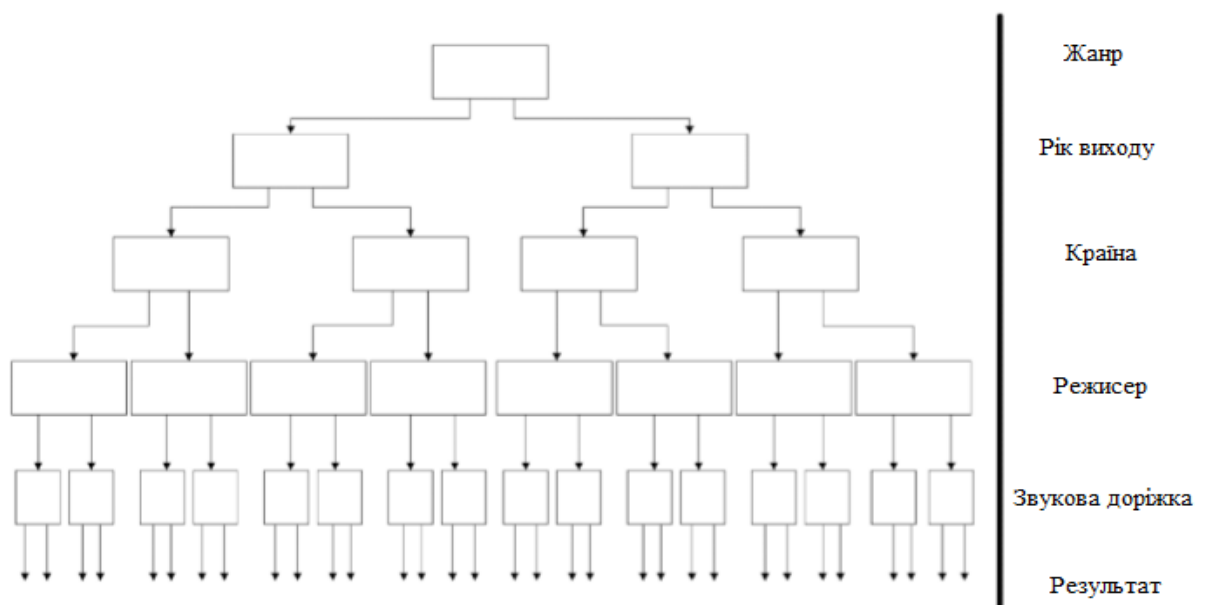 Жанр
Рік виходу
Країна
Режисер
Звукова доріжка
Результат